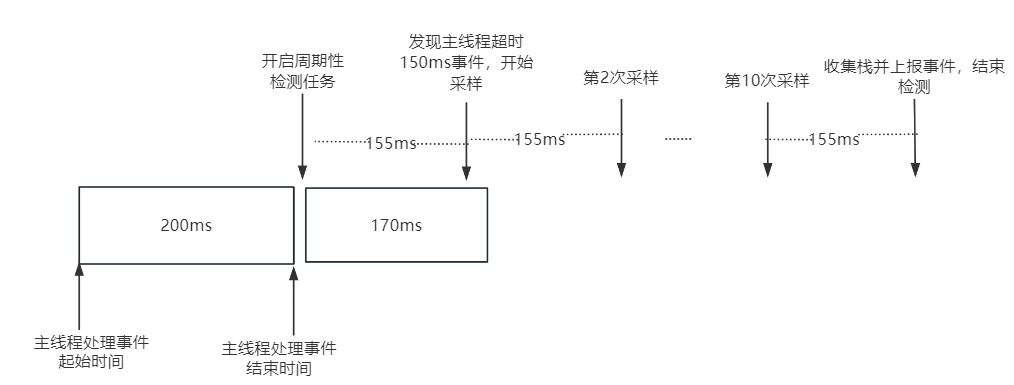 开启周期性
检测任务
发现主线程超时
150ms事件，开始
采样
第2次采样
第10次采样
收集栈并上报事件，结束
检测
155ms
155ms
······
155ms
200ms
170ms
主线程处理事件
起始时间
主线程处理事件
结束时间